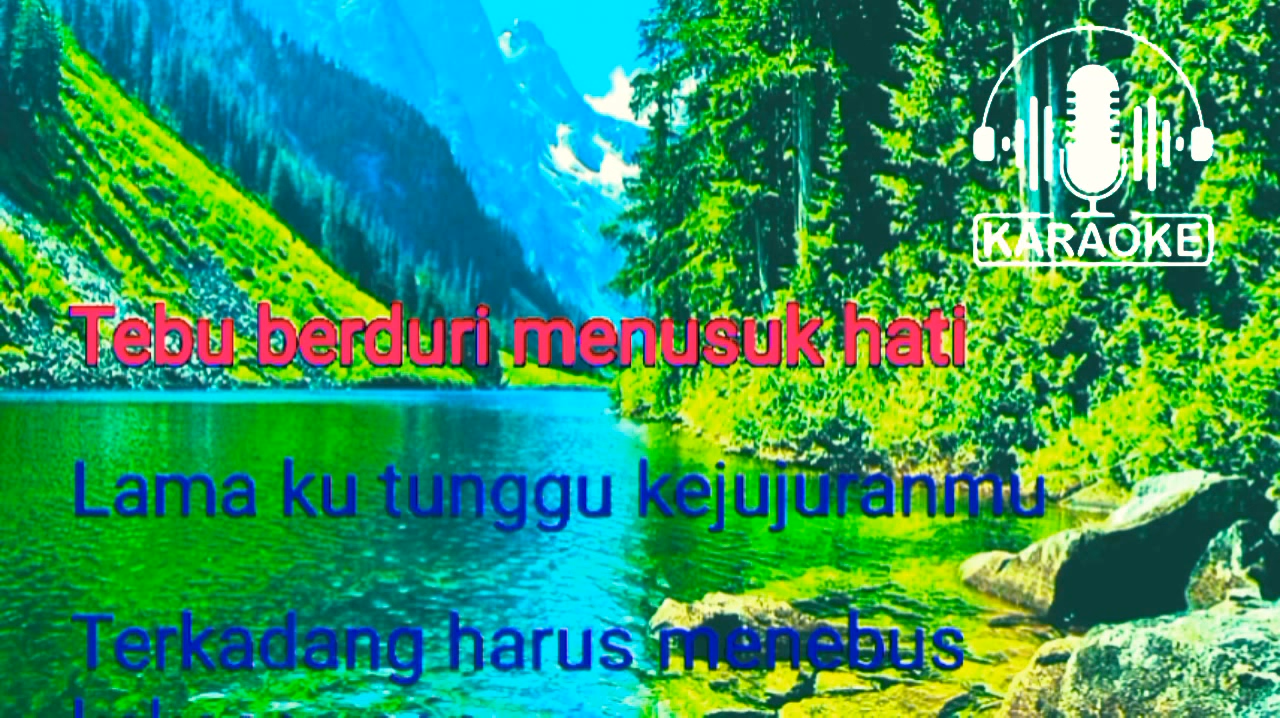 KARAOKE
Tebu berduri menusuk hati
Lama ku tunggu kejujuranmu
Terkadang harus menebus